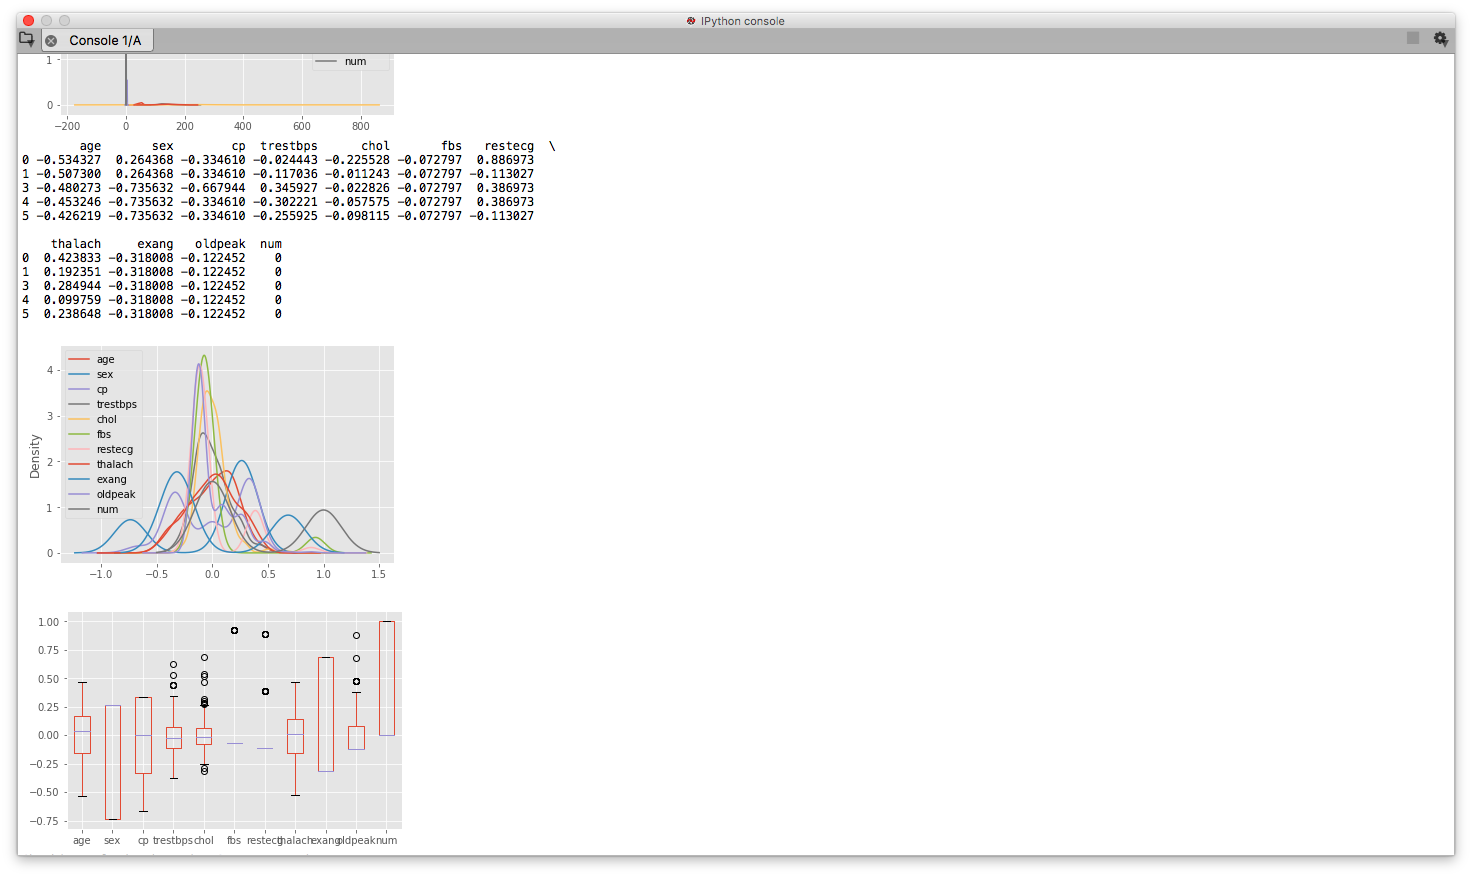 IPython console
Console 1/A
1
num
0
−200 0 200 400 600 800
age sex cp trestbps chol fbs restecg \
0 -0.534327 0.264368 -0.334610 -0.024443 -0.225528 -0.072797 0.886973
1 -0.507300 0.264368 -0.334610 -0.117036 -0.011243 -0.072797 -0.113027
3 -0.480273 -0.735632 -0.667944 0.345927 -0.022826 -0.072797 0.386973
4 -0.453246 -0.735632 -0.334610 -0.302221 -0.057575 -0.072797 0.386973
5 -0.426219 -0.735632 -0.334610 -0.255925 -0.098115 -0.072797 -0.113027
thalach exang oldpeak num
0 0.423833 -0.318008 -0.122452 0
1 0.192351 -0.318008 -0.122452 0
3 0.284944 -0.318008 -0.122452 0
4 0.099759 -0.318008 -0.122452 0
5 0.238648 -0.318008 -0.122452 0
age
sex
cp
trestbps
chol
fbs
restecg
thalach
exang
oldpeak
num
Density
4
3
2
1
0
−1.0 −0.5 0.0 0.5 1.0 1.5
1.00
0.75
0.50
0.25
0.00
−0.25
−0.50
−0.75
age sex cp trestbps chol fbs restecg thalach exang oldpeak num